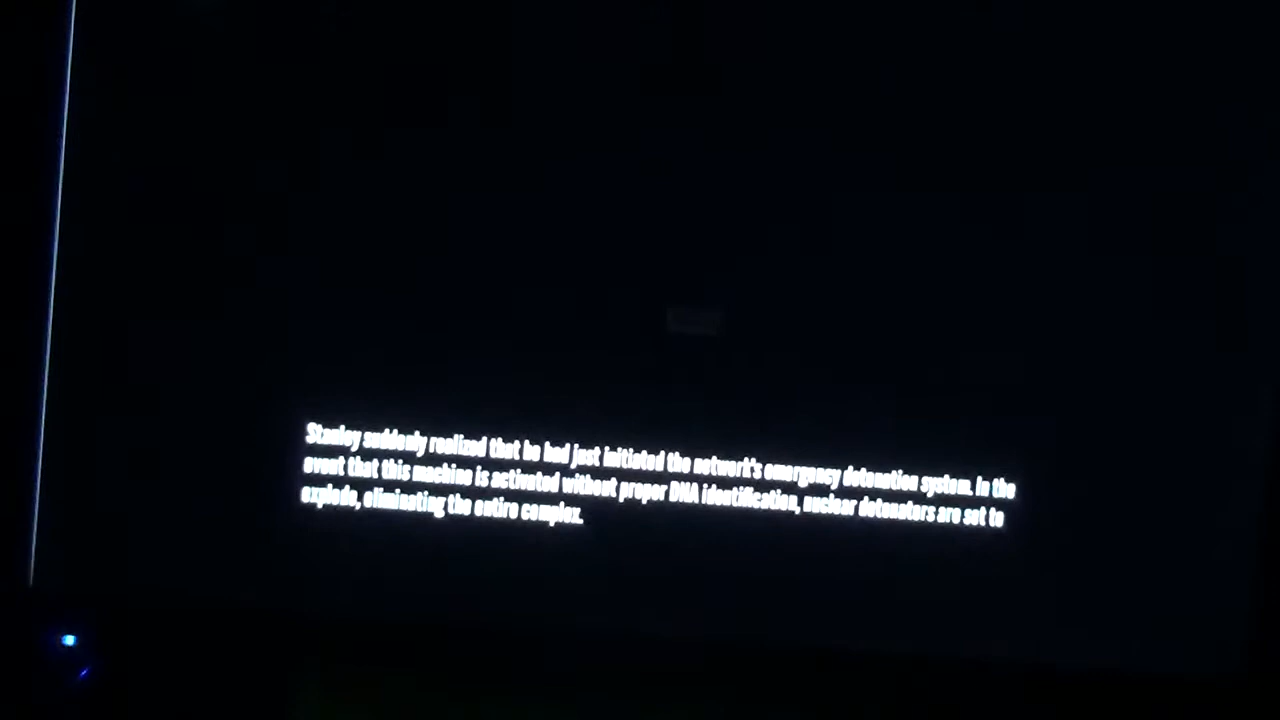 Stanley suddenly realized that he had just initiated the network's emergency detonation system. In the
event that this machine is activated without proper DNA identification, nuclear detonators are set to
explode, eliminating the entire complex.